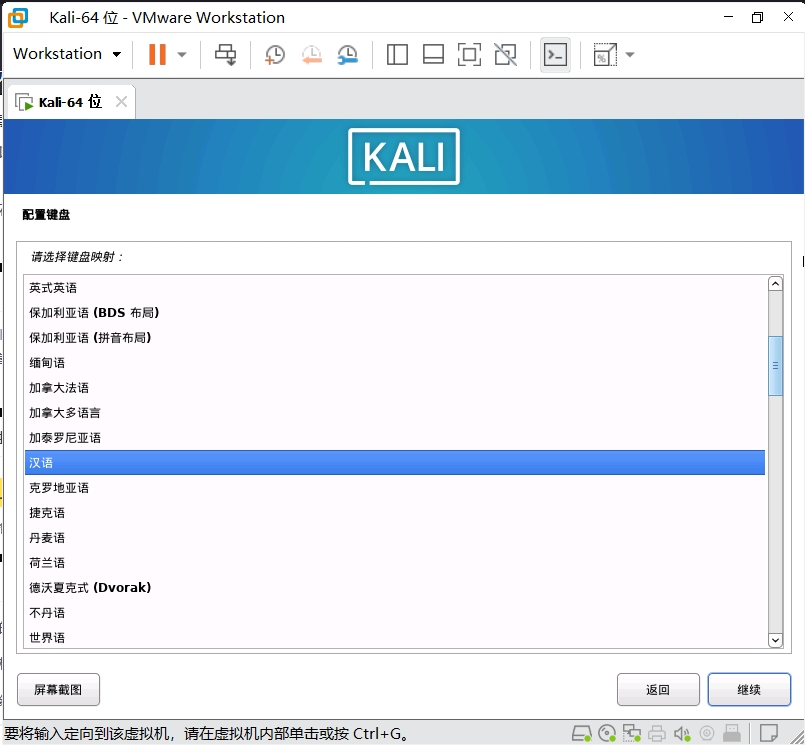 Kali-64 位 - VMware Workstation
Workstation
Kali-64 位
KALI
配置键盘
请选择键盘映射：
英式英语
保加利亚语 (BDS 布局)
保加利亚语 (拼音布局)
缅甸语
加拿大法语
加拿大多语言
加泰罗尼亚语
汉语
克罗地亚语
捷克语
丹麦语
荷兰语
德沃夏克式 (Dvorak)
不丹语
世界语
屏幕截图
返回
继续
要将输入定向到该虚拟机，请在虚拟机内部单击或按 Ctrl+G。